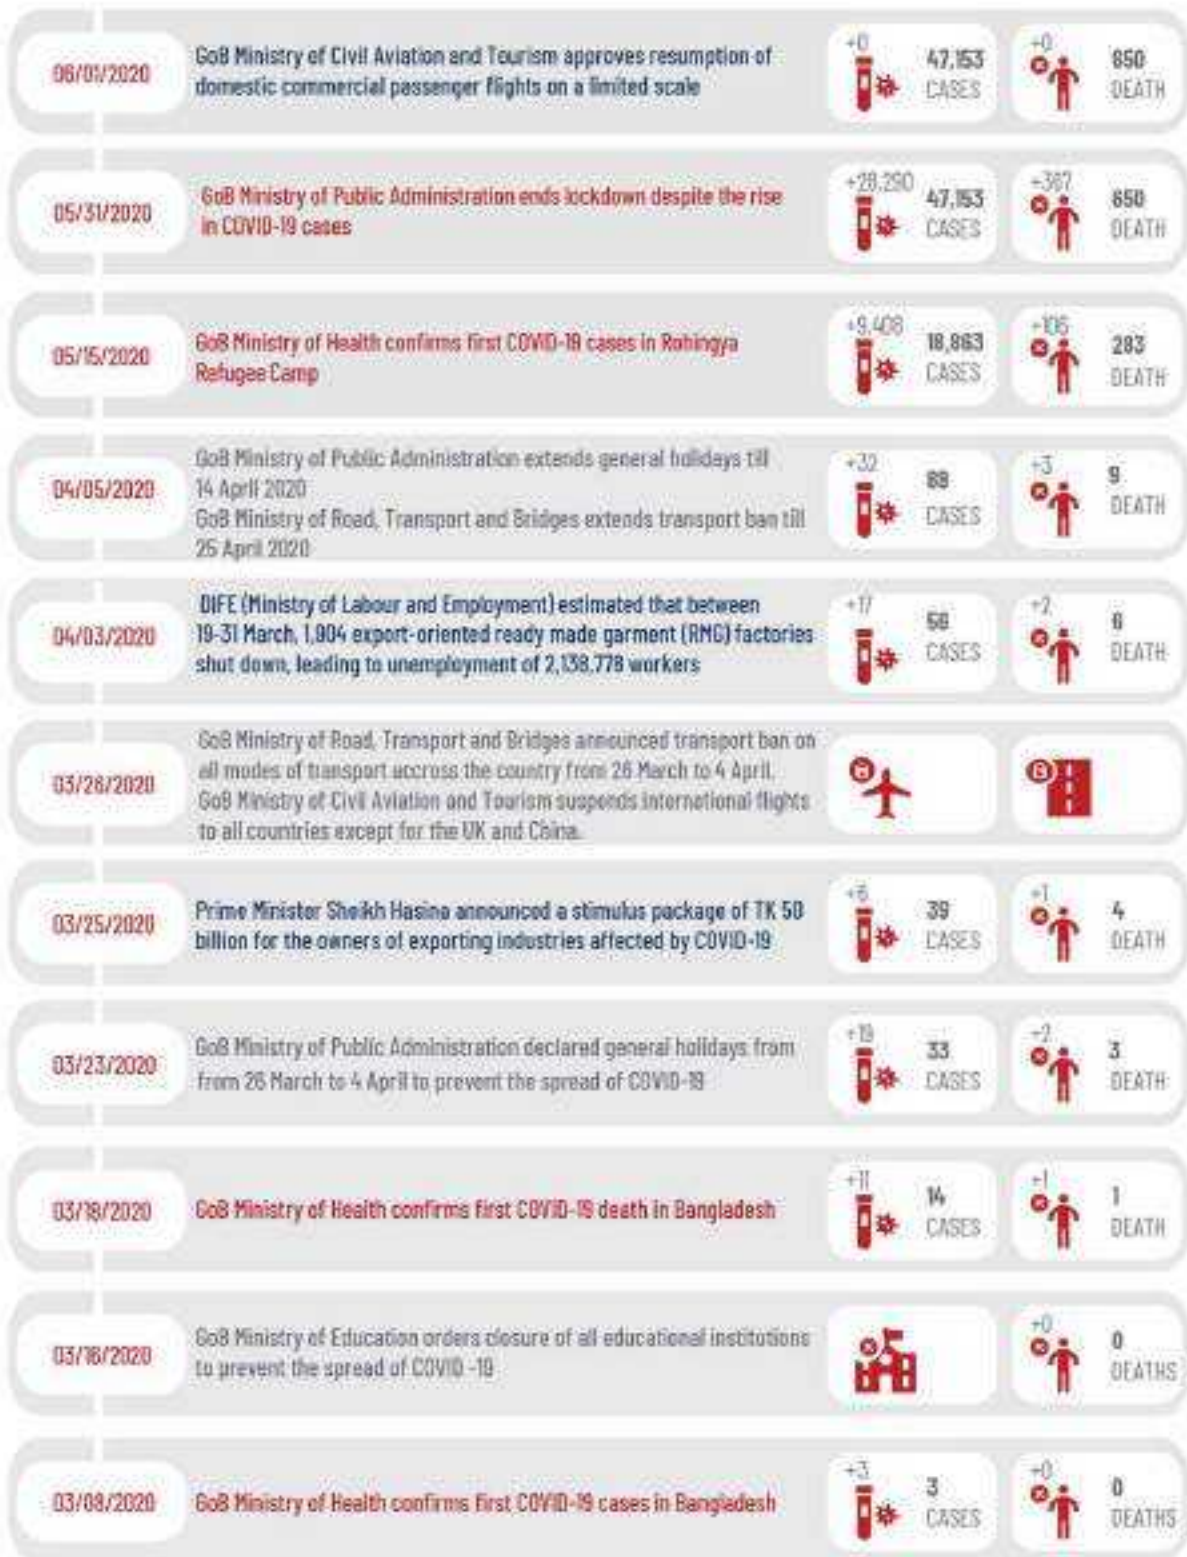 06/01/2020
GoB Ministry of Civil Aviation and Tourism approves resumption of
domestic commercial passenger flights on a limited scale
+0
47,153
CASES
+0
650
DEATH
05/31/2020
GoB Ministry of Public Administration ends lockdown despite the rise
in COVID-19 cases
+28,290
47,153
CASES
+367
650
DEATH
05/15/2020
GoB Ministry of Health confirms first COVID-19 cases in Rohingya
Refugee Camp
+9,408
18,863
CASES
+106
283
DEATH
04/05/2020
GoB Ministry of Public Administration extends general holidays till
14 April 2020
GoB Ministry of Road, Transport and Bridges extends transport ban till
25 April 2020
+32
88
CASES
+3
9
DEATH
04/03/2020
DIFE (Ministry of Labour and Employment) estimated that between
19-31 March, 1,904 export-oriented ready made garment (RMG) factories
shut down, leading to unemployment of 2,138,778 workers
+17
56
CASES
+2
6
DEATH
03/26/2020
GoB Ministry of Road, Transport and Bridges announced transport ban on
all modes of transport accross the country from 26 March to 4 April.
GoB Ministry of Civil Aviation and Tourism suspends international flights
to all countries except for the UK and China.
03/25/2020
Prime Minister Sheikh Hasina announced a stimulus package of TK 50
billion for the owners of exporting industries affected by COVID-19
+6
39
CASES
+1
4
DEATH
03/23/2020
GoB Ministry of Public Administration declared general holidays from
from 26 March to 4 April to prevent the spread of COVID-19
+19
33
CASES
+2
3
DEATH
03/18/2020
GoB Ministry of Health confirms first COVID-19 death in Bangladesh
+11
14
CASES
+1
1
DEATH
03/16/2020
GoB Ministry of Education orders closure of all educational institutions
to prevent the spread of COVID -19
+0
0
DEATHS
03/08/2020
GoB Ministry of Health confirms first COVID-19 cases in Bangladesh
+3
3
CASES
+0
0
DEATHS